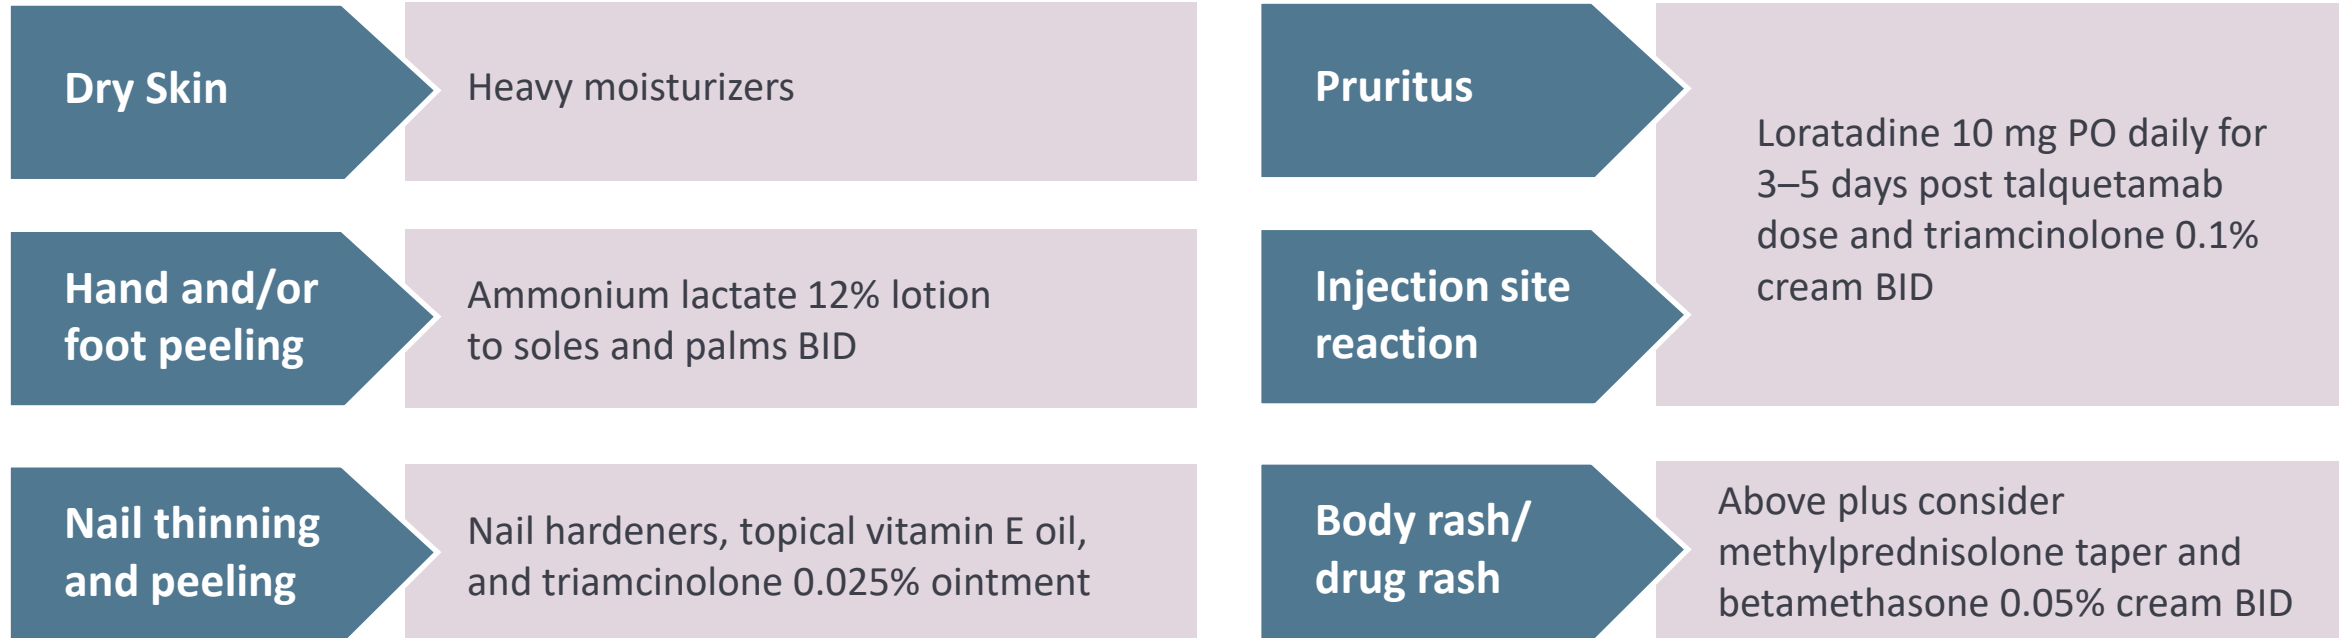 Dry Skin
Heavy moisturizers
Hand and/or
foot peeling
Ammonium lactate 12% lotion
to soles and palms BID
Nail thinning
and peeling
Nail hardeners, topical vitamin E oil,
and triamcinolone 0.025% ointment
Pruritus
Injection site
reaction
Loratadine 10 mg PO daily for
3–5 days post talquetamab
dose and triamcinolone 0.1%
cream BID
Body rash/
drug rash
Above plus consider
methylprednisolone taper and
betamethasone 0.05% cream BID